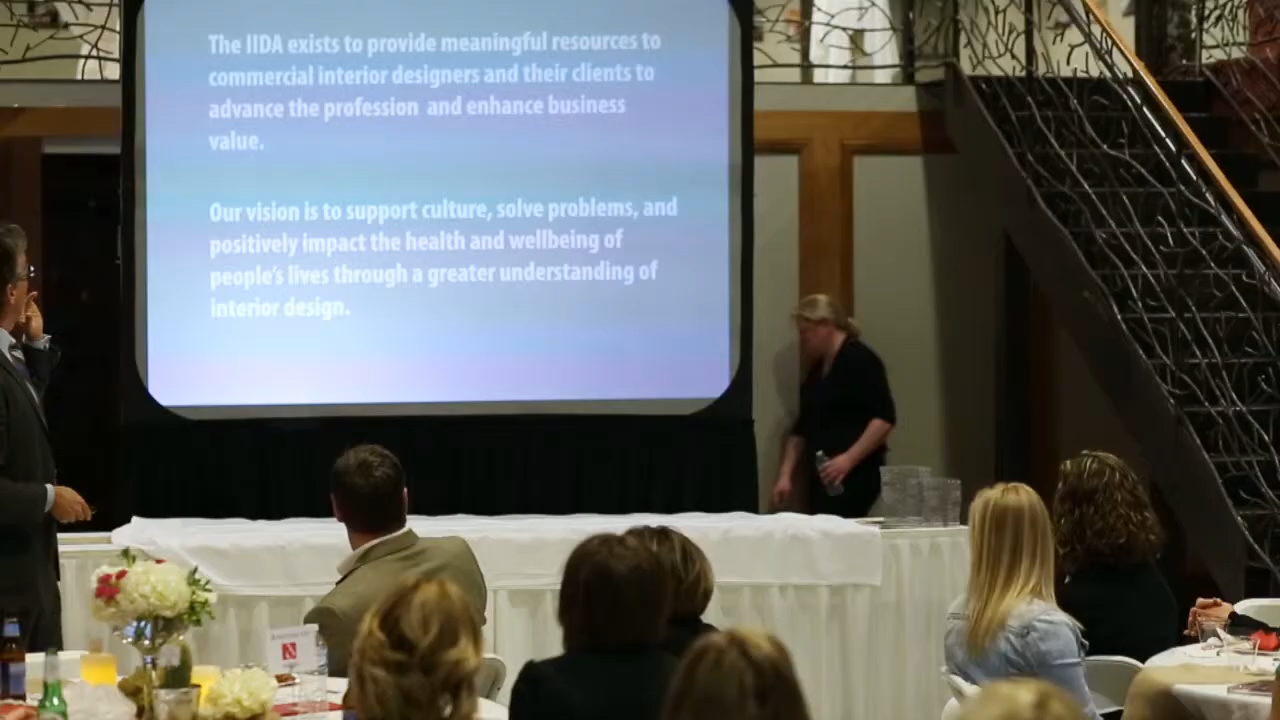 The IIDA exists to provide meaningful resources to
commercial interior designers and their clients to
advance the profession and enhance business
value.
Our vision is to support culture, solve problems, and
positively impact the health and wellbeing of
people's lives through a greater understanding of
interior design.